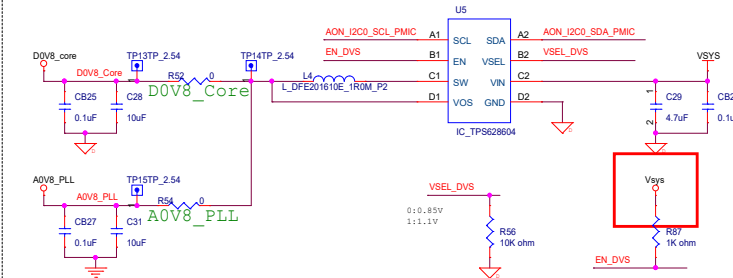 U5
AON_I2C0_SCL_PMIC
A1
SCL
SDA
A2
AON_I2C0_SDA_PMIC
EN_DVS
B1
EN
VSEL
B2
VSEL_DVS
D0V8_core
TP13TP_2.54
TP14TP_2.54
VSYS
D0V8_Core
R52
0
L4
C1
SW
VIN
C2
D0V8_Core
L_DFE201610E_1R0M_P2
D1
VOS
GND
D2
CB25
C28
0.1uF
10uF
1
C29
4.7uF
2
IC_TPS628604
A0V8_PLL
TP15TP_2.54
A0V8_PLL
R54
0
A0V8_PLL
CB27
C31
0.1uF
10uF
VSEL_DVS
0:0.85V
1:1.1V
R56
10K ohm
Vsys
R87
1K ohm
EN_DVS